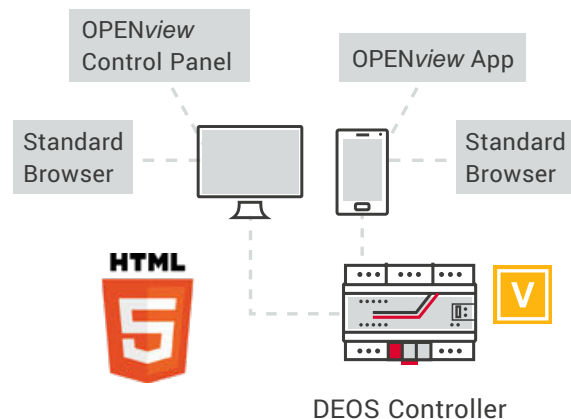 OPENview
Control Panel
OPENview App
Standard
Browser
Standard
Browser
HTML
5
V
DEOS Controller